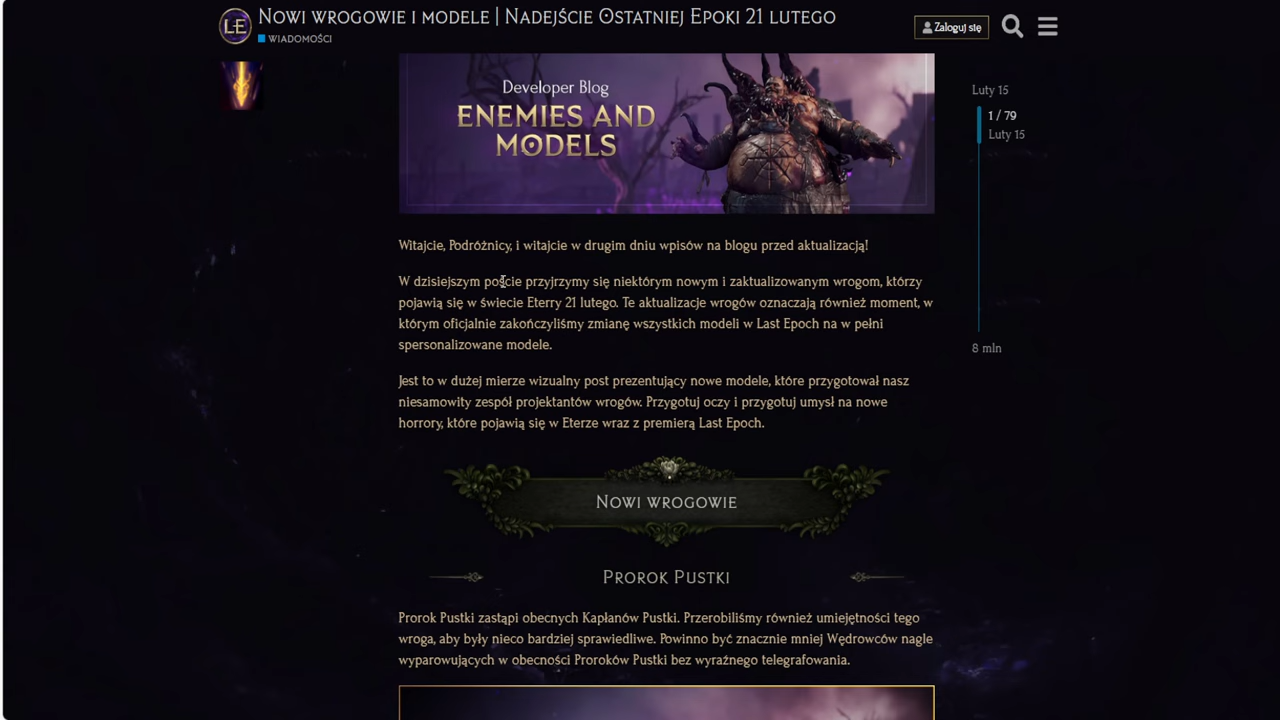 LE
Nowi wrogowie i modele | Nadejście Ostatniej Epoki 21 lutego
WIADOMOŚCI
Zaloguj się
Developer Blog
ENEMIES AND
MODELS
Luty 15
1 / 79
Luty 15
8 mln
Witajcie, Podróżnicy, i witajcie w drugim dniu wpisów na blogu przed aktualizacją!
W dzisiejszym poście przyjrzymy się niektórym nowym i zaktualizowanym wrogom, którzy
pojawią się w świecie Eterry 21 lutego. Te aktualizacje wrogów oznaczają również moment, w
którym oficjalnie zakończyliśmy zmianę wszystkich modeli w Last Epoch na w pełni
spersonalizowane modele.
Jest to w dużej mierze wizualny post prezentujący nowe modele, które przygotował nasz
niesamowity zespół projektantów wrogów. Przygotuj oczy i przygotuj umysł na nowe
horrory, które pojawią się w Eterze wraz z premierą Last Epoch.
Nowi wrogowie
Prorok Pustki
Prorok Pustki zastąpi obecnych Kapłanów Pustki. Przerobiliśmy również umiejętności tego
wroga, aby były nieco bardziej sprawiedliwe. Powinno być znacznie mniej Wędrowców nagle
wyparowujących w obecności Proroków Pustki bez wyraźnego telegrafowania.